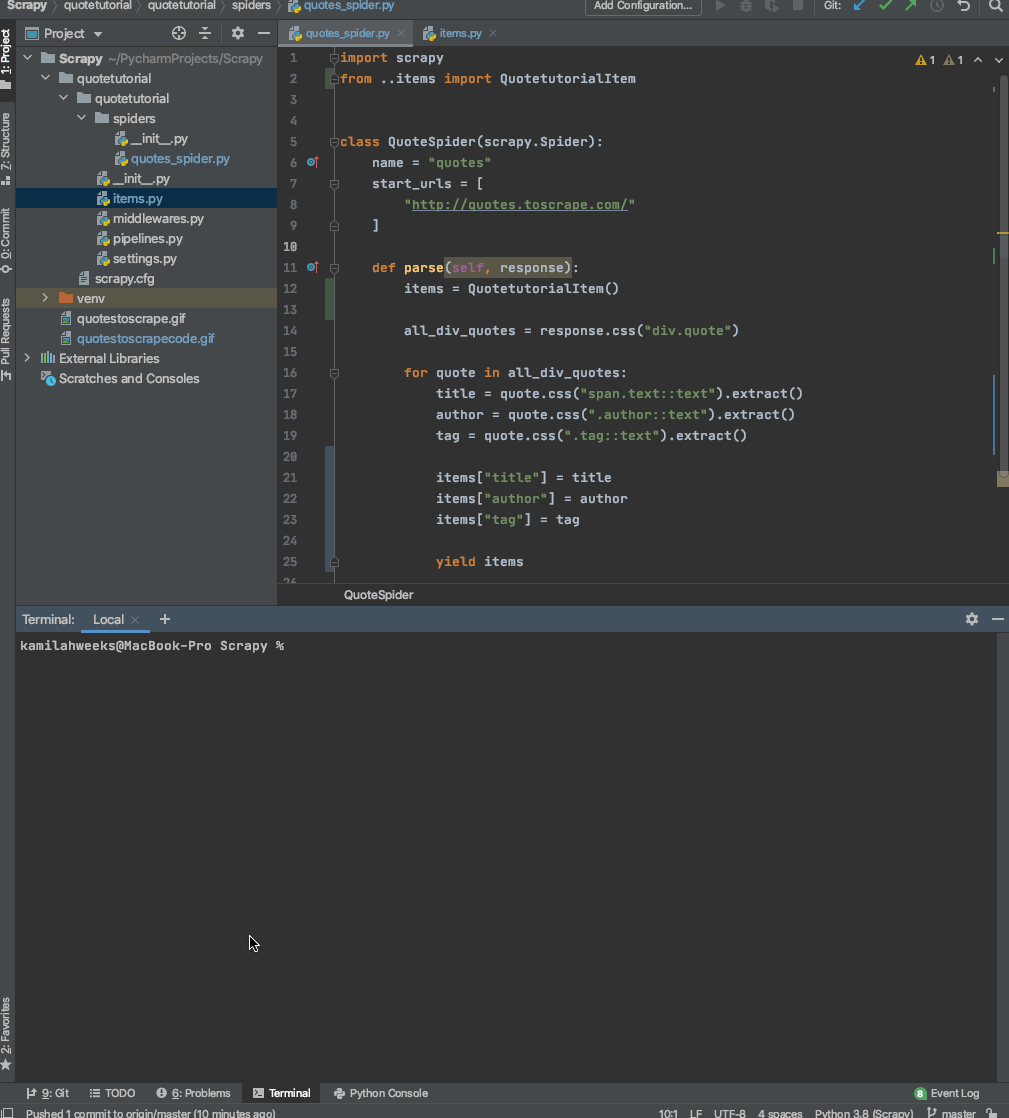 Scrapy quotetutorial quotetutorial spiders quotes_spider.py Add Configuration... Git:
1: Project
Z: Structure
0: Commit
Pull Requests
2: Favorites
Project
Scrapy ~/PycharmProjects/Scrapy
quotetutorial
quotetutorial
spiders
__init__.py
quotes_spider.py
__init__.py
items.py
middlewares.py
pipelines.py
settings.py
scrapy.cfg
venv
quotestoscrape.gif
quotestoscrapecode.gif
External Libraries
Scratches and Consoles
quotes_spider.py items.py
1 import scrapy 1 1
2 from ..items import QuotetutorialItem
3
4
5 class QuoteSpider(scrapy.Spider):
6 name = "quotes"
7 start_urls = [
8 "http://quotes.toscrape.com/"
9 ]
10
11 def parse(self, response):
12 items = QuotetutorialItem()
13
14 all_div_quotes = response.css("div.quote")
15
16 for quote in all_div_quotes:
17 title = quote.css("span.text::text").extract()
18 author = quote.css(".author::text").extract()
19 tag = quote.css(".tag::text").extract()
20
21 items["title"] = title
22 items["author"] = author
23 items["tag"] = tag
24
25 yield items
26
QuoteSpider
Terminal: Local +
kamilahweeks@MacBook-Pro Scrapy %
9: Git TODO 6: Problems Terminal Python Console 8 Event Log
Pushed 1 commit to origin/master (10 minutes ago) 10:1 LF UTF-8 4 spaces Python 3.8 (Scrapy) master